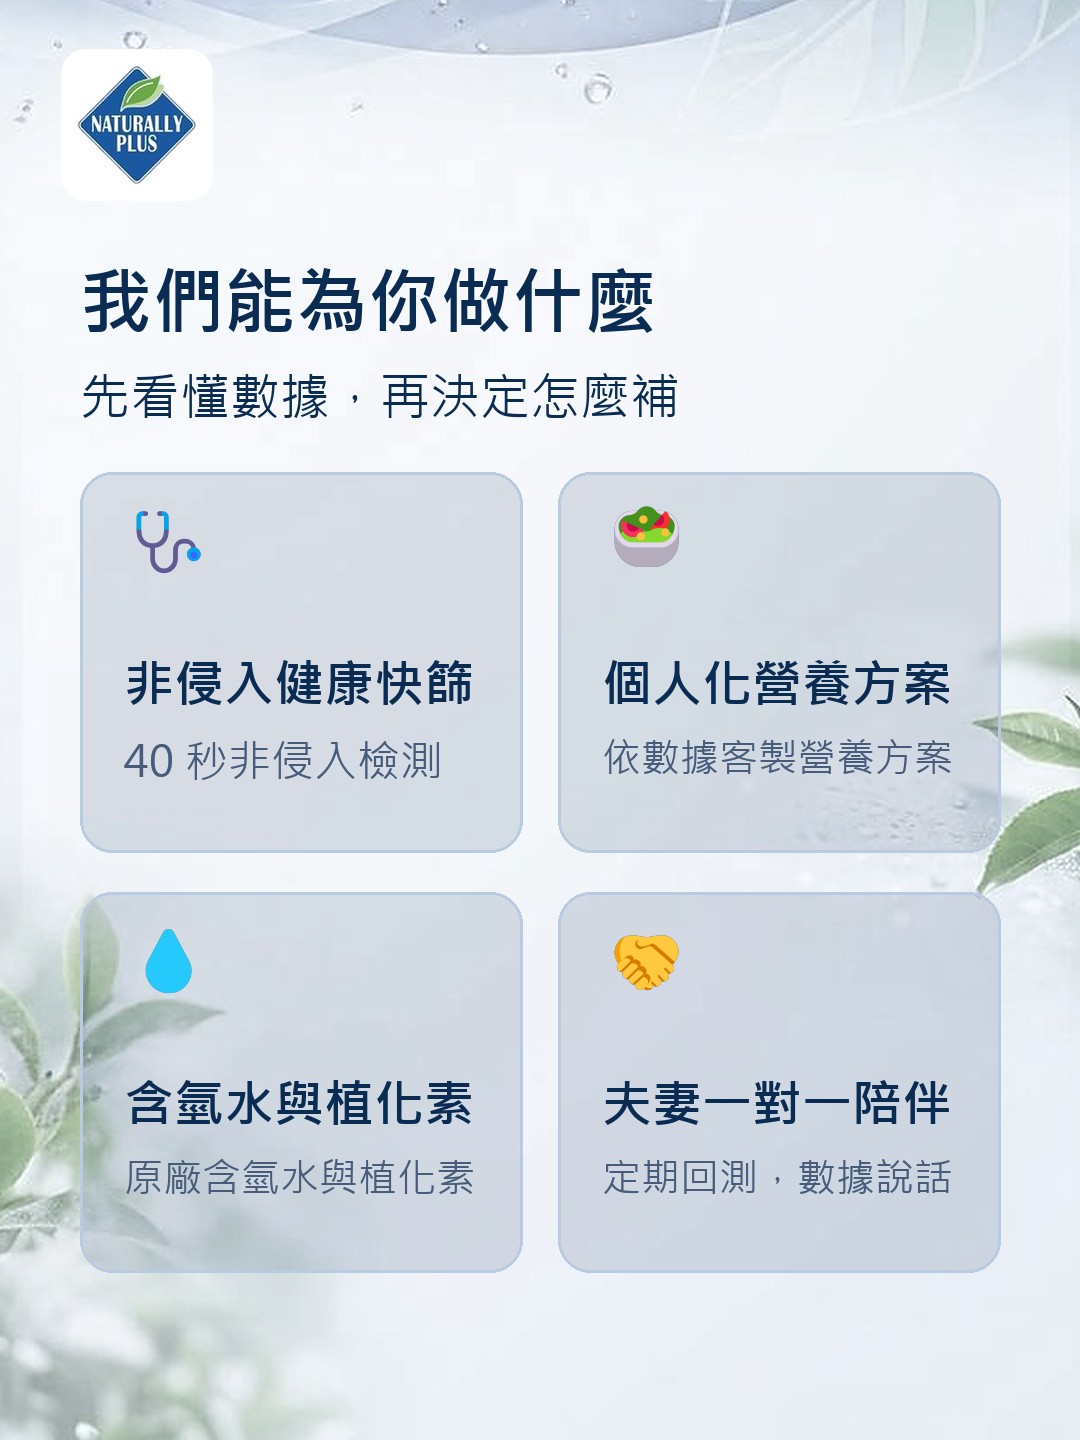 NATURALLY
PLUS
我們能為你做什麼
先看懂數據，再決定怎麼補
非侵入健康快篩
40 秒非侵入檢測
個人化營養方案
依數據客製營養方案
含氫水與植化素
原廠含氫水與植化素
夫妻一對一陪伴
定期回測，數據說話